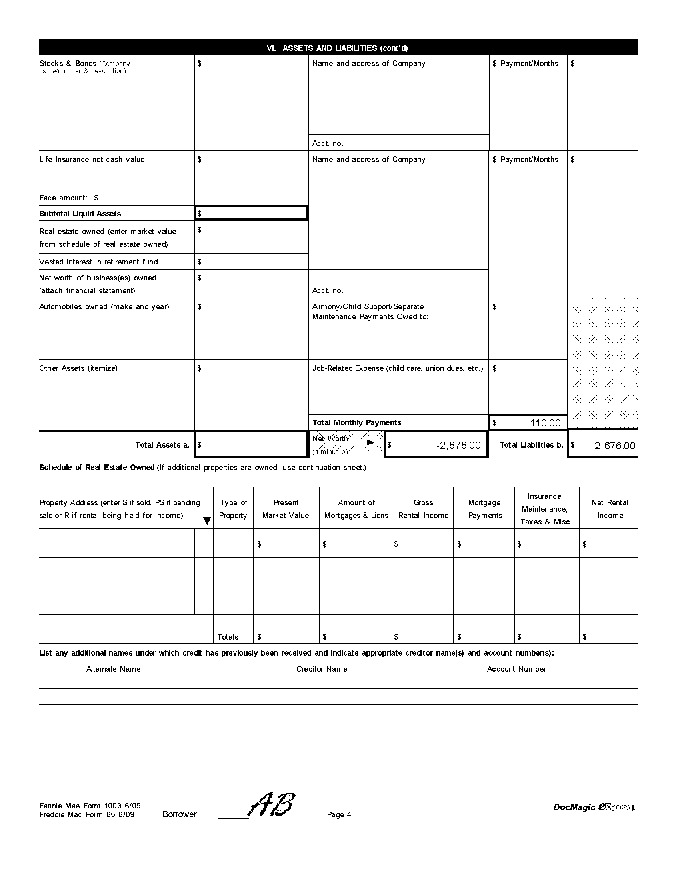 VI. ASSETS AND LIABILITIES (cont'd)
Stocks & Bonds (Company $ Name and address of Company $ Payment/Months $
Acct. no.
Life insurance net cash value $ Name and address of Company $ Payment/Months $
Face amount: $
Subtotal Liquid Assets $
Real estate owned (enter market value $
from schedule of real estate owned)
Vested interest in retirement fund $
Net worth of business(es) owned $
(attach financial statement) Acct. no.
Automobiles owned (make and year) $ Alimony/Child Support/Separate $
Maintenance Payments Owed to:
Other Assets (itemize) $ Job-Related Expense (child care, union dues, etc.) $
Total Monthly Payments $ 110.00
Total Assets a. $ Net Worth $ -2,676.00 Total Liabilities b. $ 2,676.00
(a minus b)
Schedule of Real Estate Owned (If additional properties are owned, use continuation sheet.)
Property Address (enter S if sold, PS if pending Type of Present Amount of Gross Mortgage Insurance Net Rental
sale or R if rental being held for income) Property Market Value Mortgages & Liens Rental Income Payments Maintenance, Income
Taxes & Misc
$ $ $ $ $ $
Totals $ $ $ $ $ $
List any additional names under which credit has previously been received and indicate appropriate creditor name(s) and account number(s):
Alternate Name Creditor Name Account Number
Fannie Mae Form 1003 6/09
Freddie Mac Form 65 6/09 Borrower AB Page 4 DocMagic